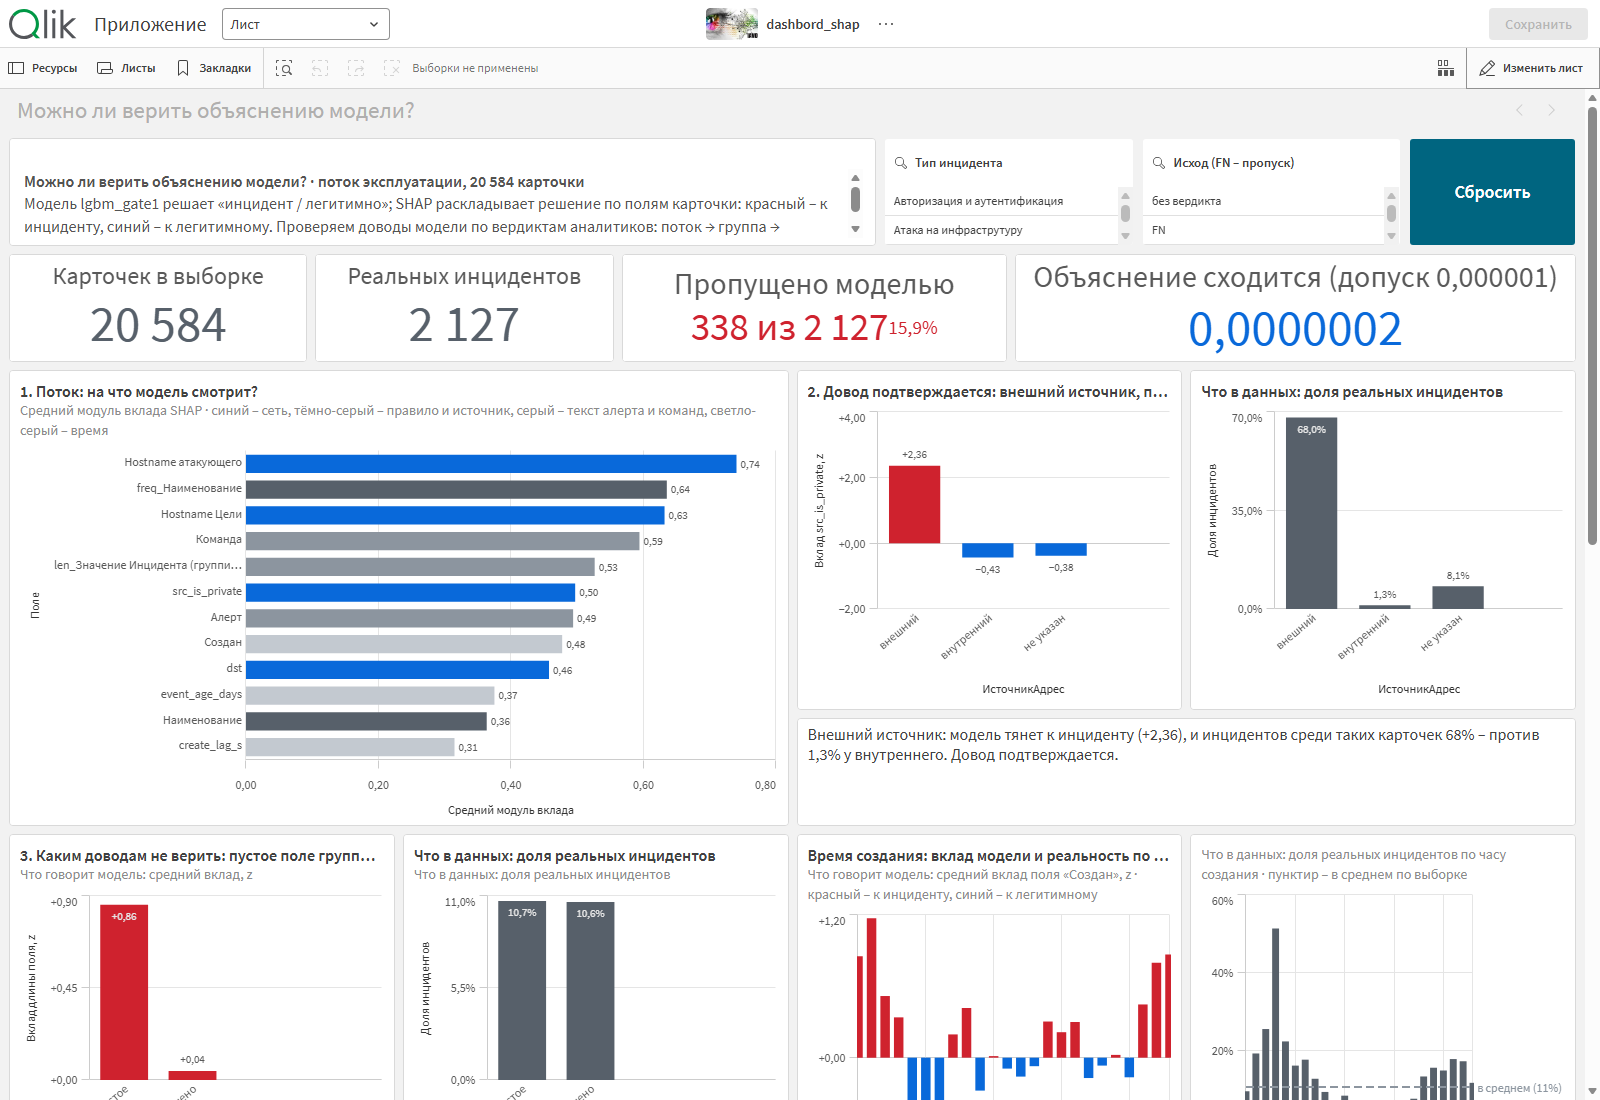 Qlik
Приложение
Лист
dashbord_shap
···
Сохранить
Ресурсы
Листы
Закладки
Выборки не применены
Изменить лист
Можно ли верить объяснению модели?
Можно ли верить объяснению модели? · поток эксплуатации, 20 584 карточки
Модель lgbm_gate1 решает «инцидент / легитимно»; SHAP раскладывает решение по полям карточки: красный – к
инциденту, синий – к легитимному. Проверяем доводы модели по вердиктам аналитиков: поток → группа →
Тип инцидента
Авторизация и аутентификация
Атака на инфраструтуру
Исход (FN – пропуск)
без вердикта
FN
Сбросить
Карточек в выборке
20 584
Реальных инцидентов
2 127
Пропущено моделью
338 из 2 127 15,9%
Объяснение сходится (допуск 0,000001)
0,0000002
1. Поток: на что модель смотрит?
Средний модуль вклада SHAP · синий – сеть, тёмно-серый – правило и источник, серый – текст алерта и команд, светло-
серый – время
Поле
Hostname атакующего
0,74
freq_Наименование
0,64
Hostname Цели
0,63
Команда
0,59
len_Значение Инцидента (группи…
0,53
src_is_private
0,50
Алерт
0,49
Создан
0,48
dst
0,46
event_age_days
0,37
Наименование
0,36
create_lag_s
0,31
0,00
0,20
0,40
0,60
0,80
Средний модуль вклада
2. Довод подтверждается: внешний источник, п…
Вклад src_is_private, z
+4,00
+2,00
+0,00
−2,00
+2,36
−0,43
−0,38
внешний
внутренний
не указан
ИсточникАдрес
Что в данных: доля реальных инцидентов
Доля инцидентов
70,0%
35,0%
0,0%
68,0%
1,3%
8,1%
внешний
внутренний
не указан
ИсточникАдрес
Внешний источник: модель тянет к инциденту (+2,36), и инцидентов среди таких карточек 68% – против
1,3% у внутреннего. Довод подтверждается.
3. Каким доводам не верить: пустое поле групп…
Что говорит модель: средний вклад, z
Вклад длины поля, z
+0,90
+0,45
+0,00
+0,86
+0,04
Что в данных: доля реальных инцидентов
Что в данных: доля реальных инцидентов
Доля инцидентов
11,0%
5,5%
0,0%
10,7%
10,6%
Время создания: вклад модели и реальность по …
Что говорит модель: средний вклад поля «Создан», z ·
красный – к инциденту, синий – к легитимному
+1,20
+0,00
Что в данных: доля реальных инцидентов по часу
создания · пунктир – в среднем по выборке
60%
40%
20%
в среднем (11%)